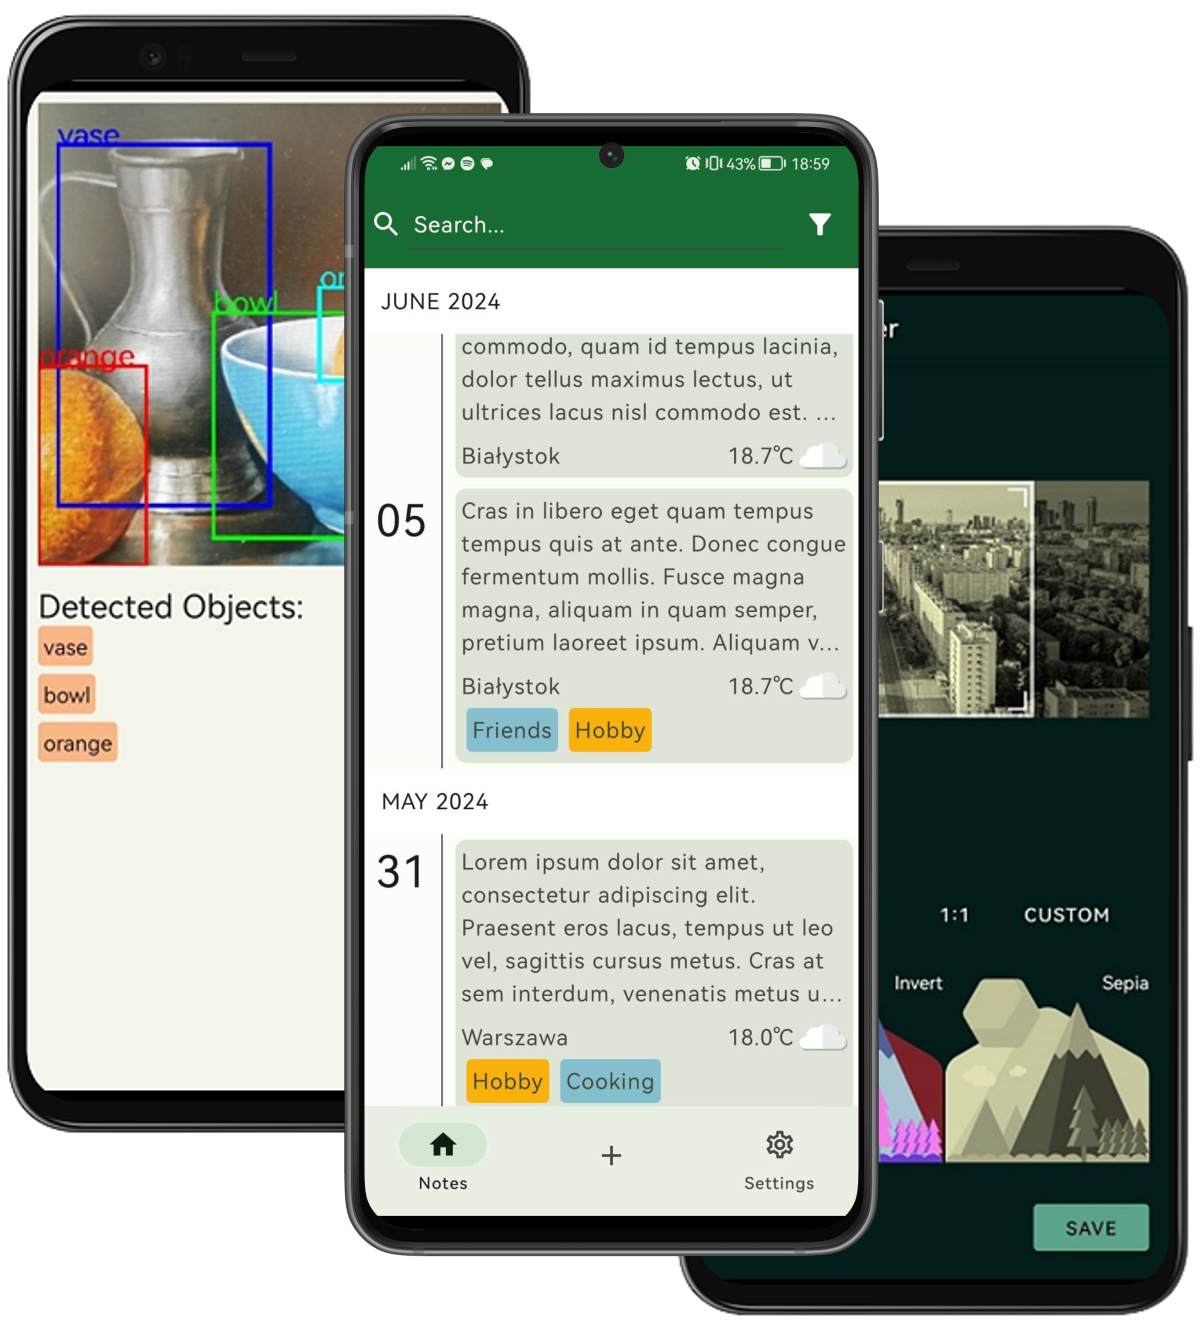 vase
bowl
orange
Detected Objects:
vase
bowl
orange
43% 18:59
Search...
JUNE 2024
commodo, quam id tempus lacinia,
dolor tellus maximus lectus, ut
ultrices lacus nisl commodo est. ...
Białystok 18.7℃
05
Cras in libero eget quam tempus
tempus quis at ante. Donec congue
fermentum mollis. Fusce magna
magna, aliquam in quam semper,
pretium laoreet ipsum. Aliquam v...
Białystok 18.7℃
Friends Hobby
MAY 2024
31
Lorem ipsum dolor sit amet,
consectetur adipiscing elit.
Praesent eros lacus, tempus ut leo
vel, sagittis cursus metus. Cras at
sem interdum, venenatis metus u...
Warszawa 18.0℃
Hobby Cooking
Notes
+
Settings
1:1 CUSTOM
Invert Sepia
SAVE